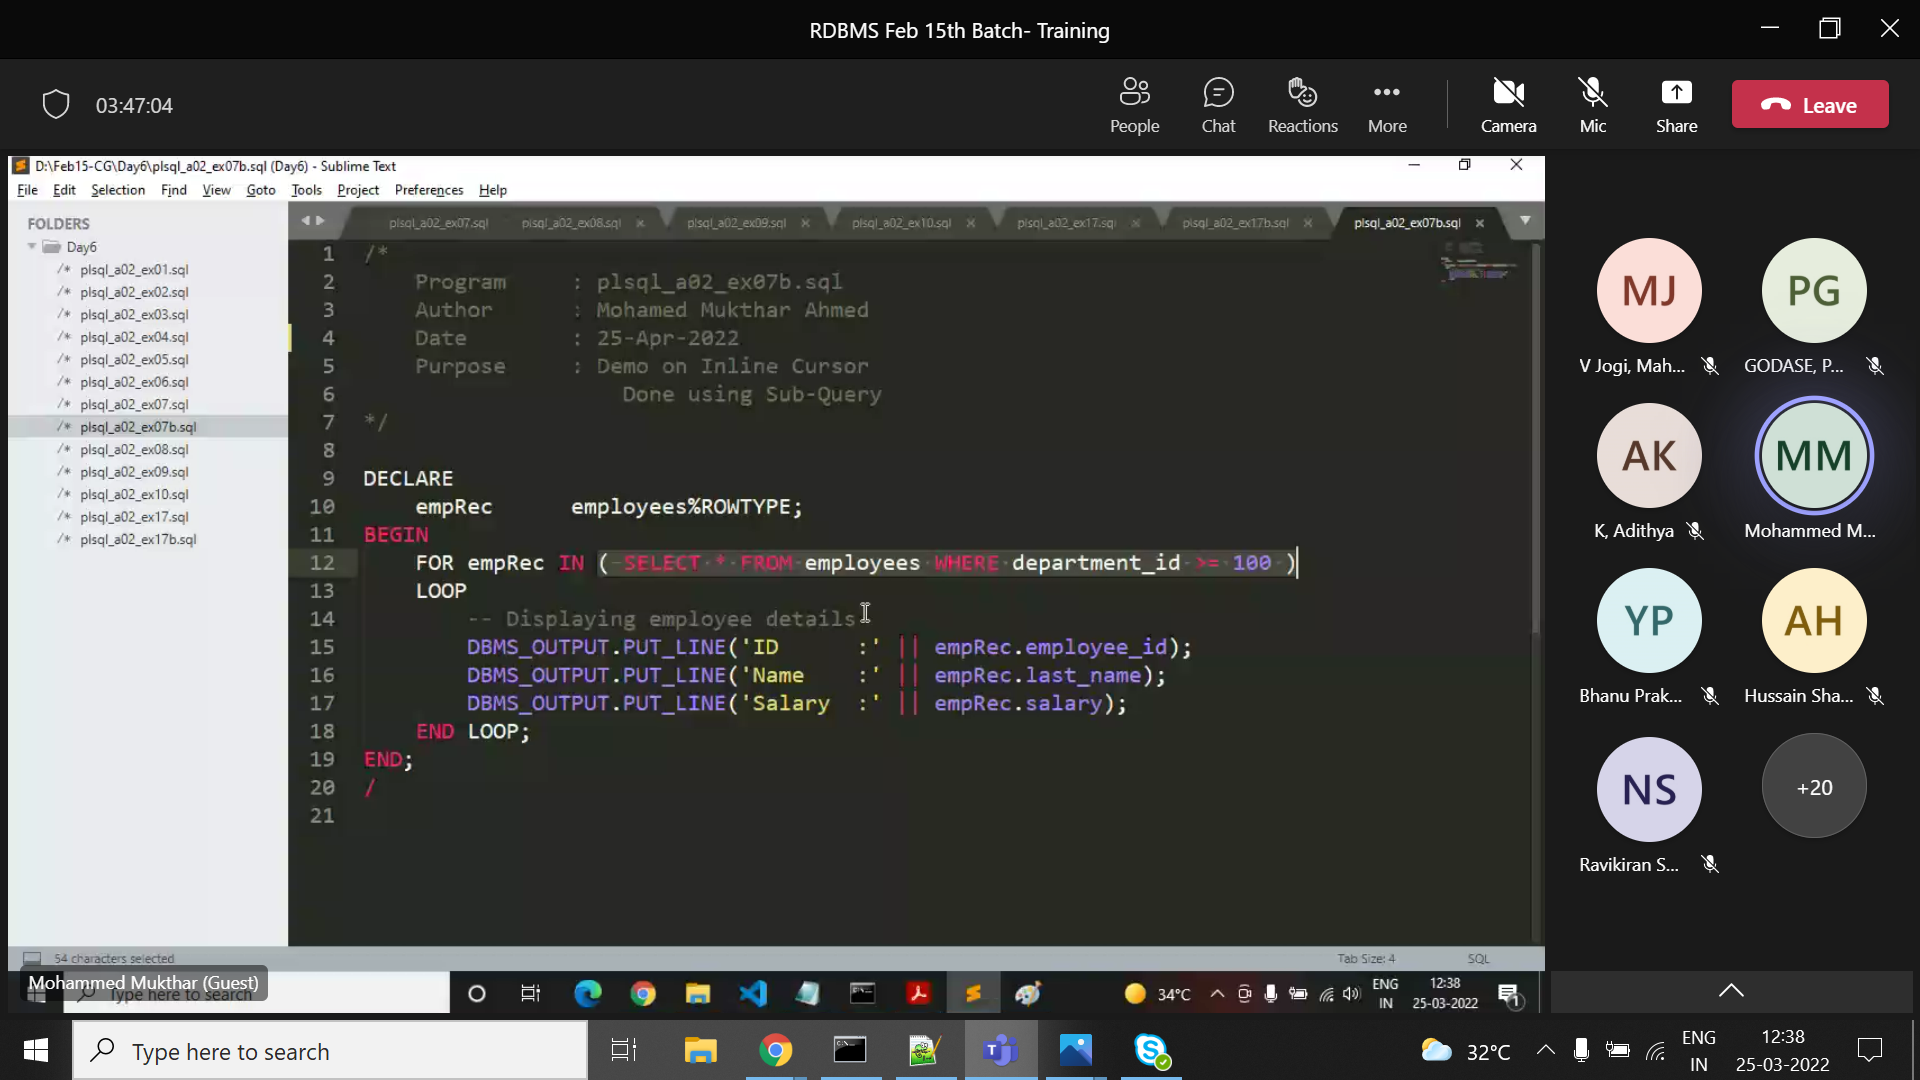 RDBMS Feb 15th Batch- Training
03:47:04
People
Chat
Reactions
More
Camera
Mic
Share
Leave
D:\Feb15-CG\Day6\plsql_a02_ex07b.sql (Day6) - Sublime Text
File Edit Selection Find View Goto Tools Project Preferences Help
FOLDERS
Day6
/* plsql_a02_ex01.sql
/* plsql_a02_ex02.sql
/* plsql_a02_ex03.sql
/* plsql_a02_ex04.sql
/* plsql_a02_ex05.sql
/* plsql_a02_ex06.sql
/* plsql_a02_ex07.sql
/* plsql_a02_ex07b.sql
/* plsql_a02_ex08.sql
/* plsql_a02_ex09.sql
/* plsql_a02_ex10.sql
/* plsql_a02_ex17.sql
/* plsql_a02_ex17b.sql
plsql_a02_ex07.sql plsql_a02_ex08.sql plsql_a02_ex09.sql plsql_a02_ex10.sql plsql_a02_ex17.sql plsql_a02_ex17b.sql plsql_a02_ex07b.sql
1 /*
2 Program : plsql_a02_ex07b.sql
3 Author : Mohamed Mukthar Ahmed
4 Date : 25-Apr-2022
5 Purpose : Demo on Inline Cursor
6 Done using Sub-Query
7 */
8
9 DECLARE
10 empRec employees%ROWTYPE;
11 BEGIN
12 FOR empRec IN ( SELECT * FROM employees WHERE department_id >= 100 )
13 LOOP
14 -- Displaying employee details
15 DBMS_OUTPUT.PUT_LINE('ID :' || empRec.employee_id);
16 DBMS_OUTPUT.PUT_LINE('Name :' || empRec.last_name);
17 DBMS_OUTPUT.PUT_LINE('Salary :' || empRec.salary);
18 END LOOP;
19 END;
20 /
21
54 characters selected
Tab Size: 4
SQL
Mohammed Mukthar (Guest)
Type here to search
34°C
ENG
IN
12:38
25-03-2022
1
MJ
V Jogi, Mah...
PG
GODASE, P...
AK
K, Adithya
MM
Mohammed M...
YP
Bhanu Prak...
AH
Hussain Sha...
NS
Ravikiran S...
+20
Type here to search
32°C
ENG
IN
12:38
25-03-2022